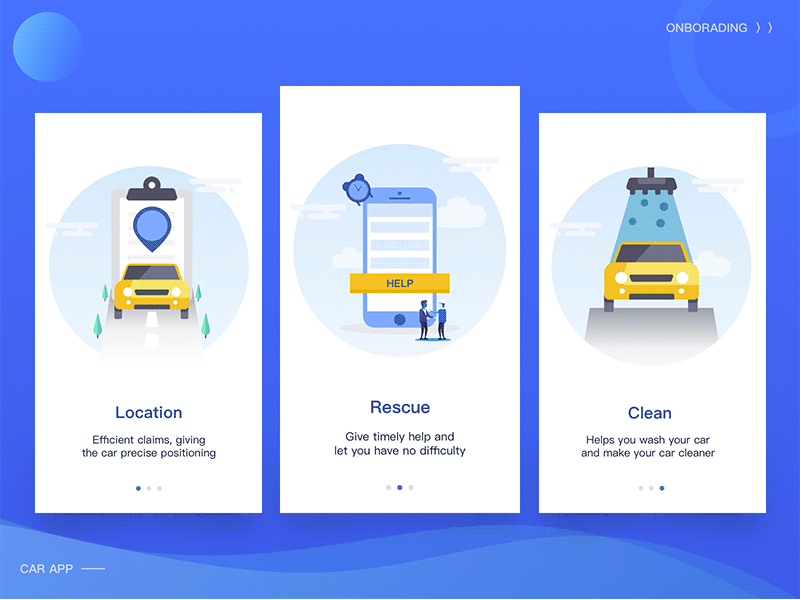 ONBORADING
Location
Efficient claims, giving
the car precise positioning
HELP
Rescue
Give timely help and
let you have no difficulty
Clean
Helps you wash your car
and make your car cleaner
CAR APP